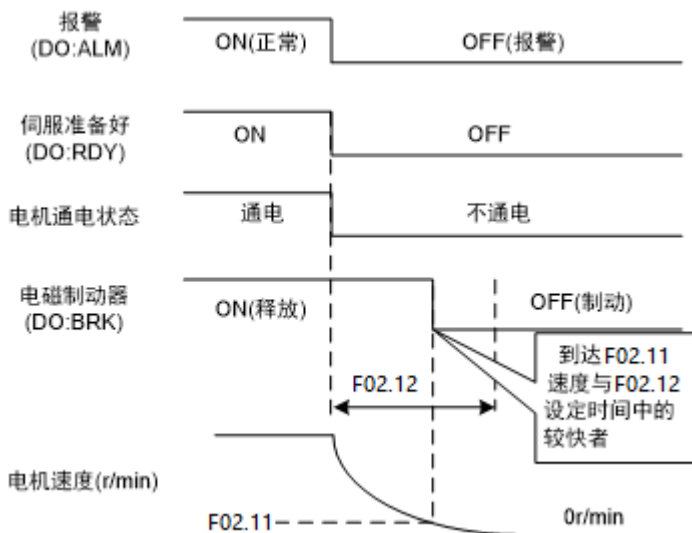 报警
(DO:ALM)
ON(正常)
OFF(报警)
伺服准备好
(DO:RDY)
ON
OFF
电机通电状态
通电
不通电
电磁制动器
(DO:BRK)
ON(释放)
OFF(制动)
F02.12
到达F02.11
速度与F02.12
设定时间中的
较快者
电机速度(r/min)
F02.11
0r/min